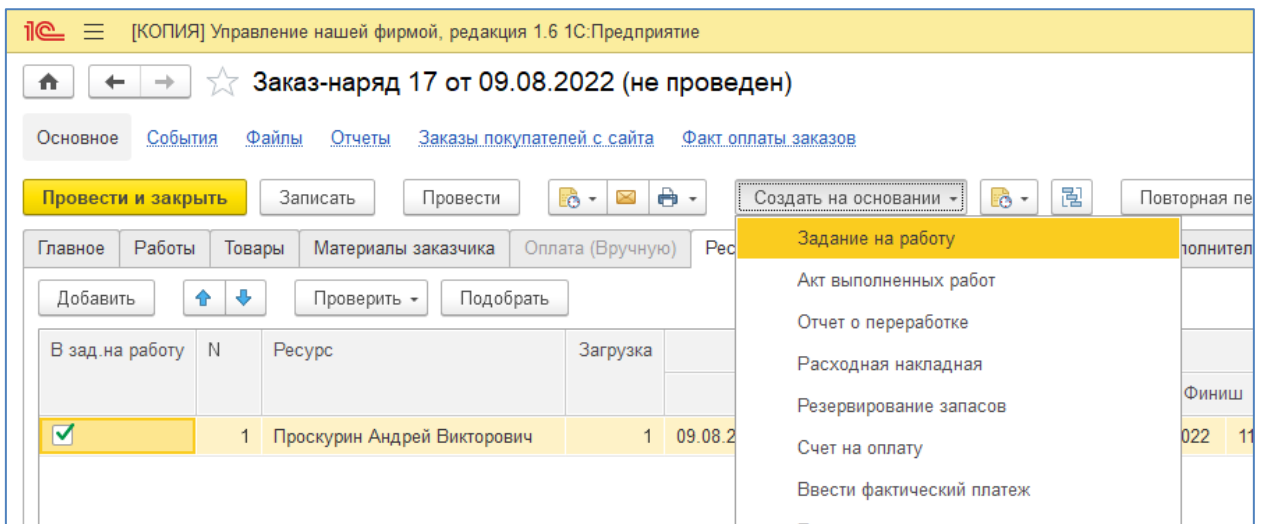 1С [КОПИЯ] Управление нашей фирмой, редакция 1.6 1С:Предприятие
Заказ-наряд 17 от 09.08.2022 (не проведен)
Основное События Файлы Отчеты Заказы покупателей с сайта Факт оплаты заказов
Провести и закрыть Записать Провести Создать на основании Повторная пе
Главное Работы Товары Материалы заказчика Оплата (Вручную) Рес полнител
Задание на работу
Акт выполненных работ
Добавить Проверить Подобрать
Отчет о переработке
В зад.на работу N Ресурс Загрузка
Расходная накладная
Финиш
Резервирование запасов
1 Проскурин Андрей Викторович 1 09.08.2 022 11
Счет на оплату
Ввести фактический платеж